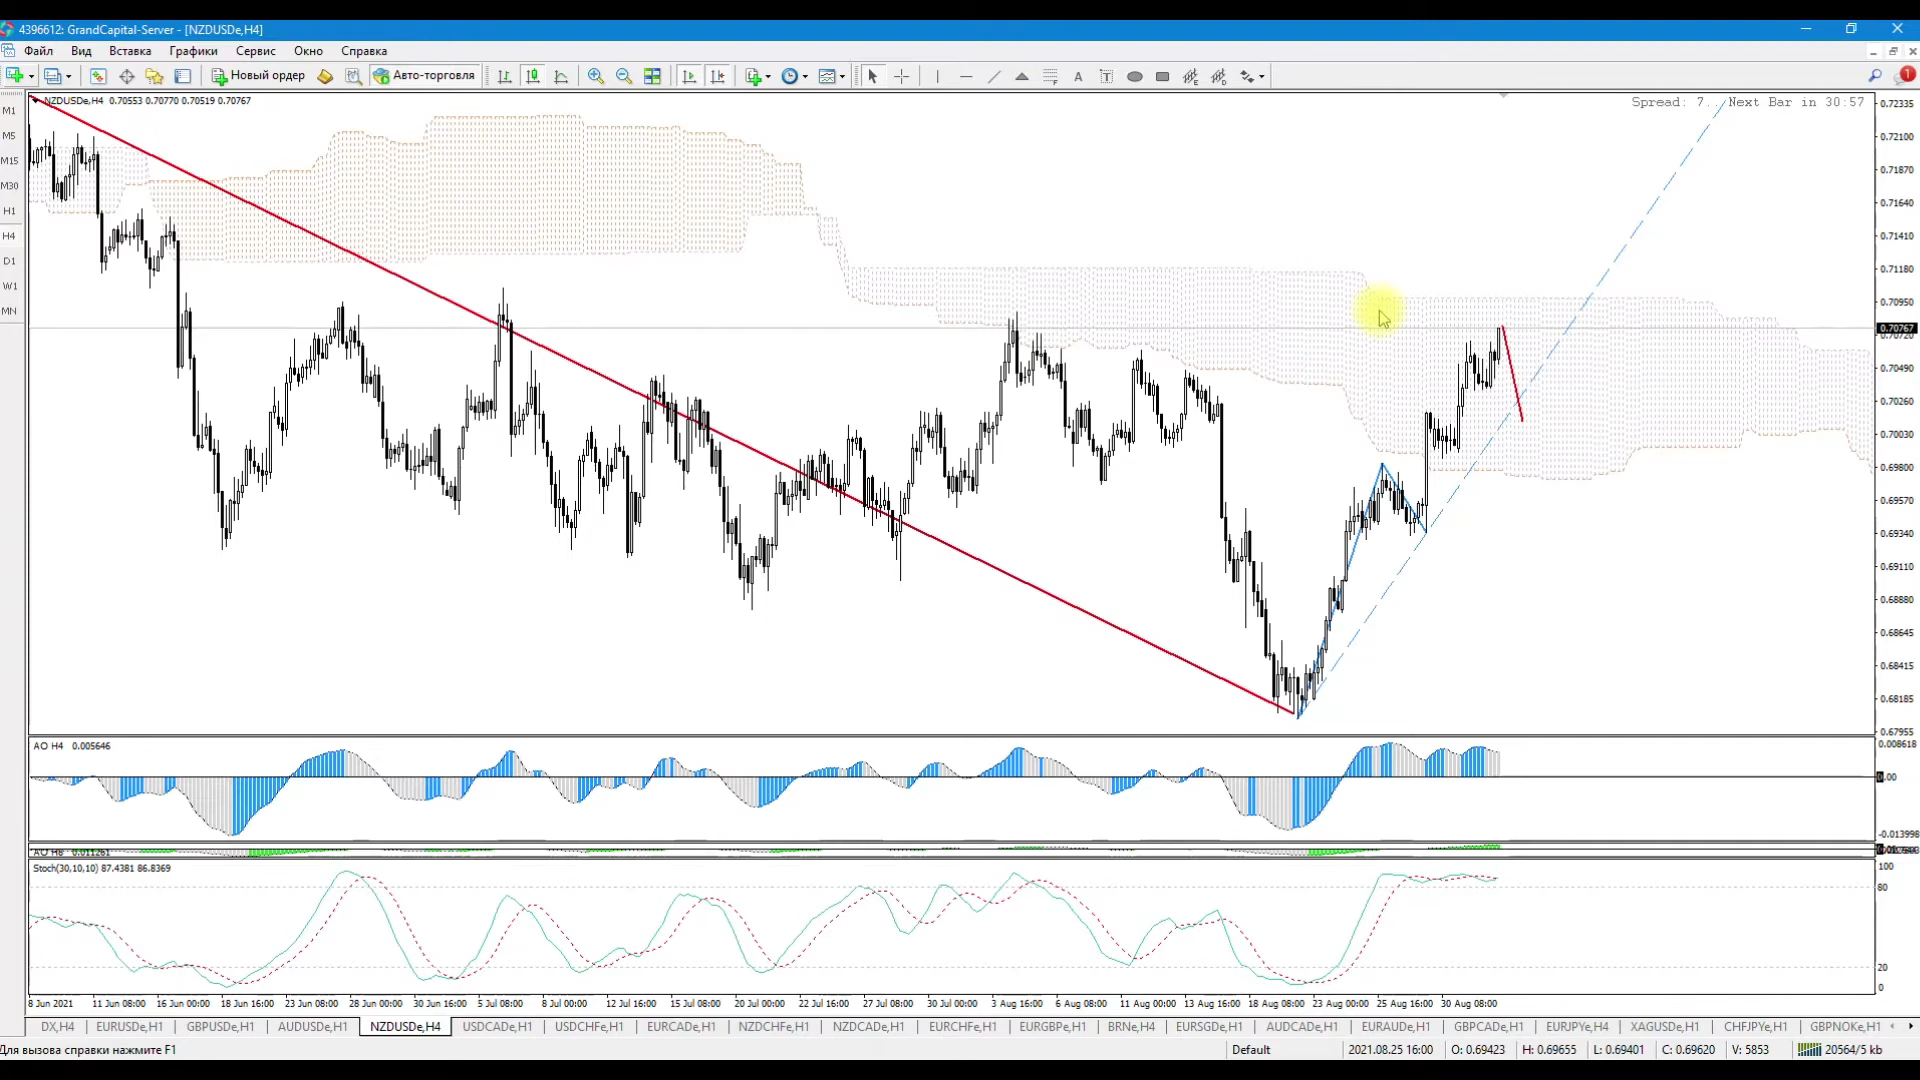 4396612: GrandCapital-Server - [NZDUSDe,H4]
Файл Вид Вставка Графики Сервис Окно Справка
Новый ордер Авто-торговля
M1
M5
M15
M30
H1
H4
D1
W1
MN
NZDUSDe,H4 0.70553 0.70770 0.70519 0.70767
Spread: 7. Next Bar in 30:57
0.72335
0.72100
0.71870
0.71640
0.71410
0.71180
0.70950
0.70767
0.70720
0.70490
0.70260
0.70030
0.69800
0.69570
0.69340
0.69110
0.68880
0.68645
0.68415
0.68185
0.67955
AO H4 0.005646
0.008618
0.00
-0.013998
AO H8 0.011261
Stoch(30,10,10) 87.4381 86.8369
100
80
20
0
8 Jun 2021 11 Jun 08:00 16 Jun 00:00 18 Jun 16:00 23 Jun 08:00 28 Jun 00:00 30 Jun 16:00 5 Jul 08:00 8 Jul 00:00 12 Jul 16:00 15 Jul 08:00 20 Jul 00:00 22 Jul 16:00 27 Jul 08:00 30 Jul 00:00 3 Aug 16:00 6 Aug 08:00 11 Aug 00:00 13 Aug 16:00 18 Aug 08:00 23 Aug 00:00 25 Aug 16:00 30 Aug 08:00
DX,H4 EURUSDe,H1 GBPUSDe,H1 AUDUSDe,H1 NZDUSDe,H4 USDCADe,H1 USDCHFe,H1 EURCADe,H1 NZDCHFe,H1 NZDCADe,H1 EURCHFe,H1 EURGBPe,H1 BRNe,H4 EURSGDe,H1 AUDCADe,H1 EURAUDe,H1 GBPCADe,H1 EURJPYe,H4 XAGUSDe,H1 CHFJPYe,H1 GBPNOKe,H1
Для вызова справки нажмите F1 Default 2021.08.25 16:00 O: 0.69423 H: 0.69655 L: 0.69401 C: 0.69620 V: 5853 20564/5 kb